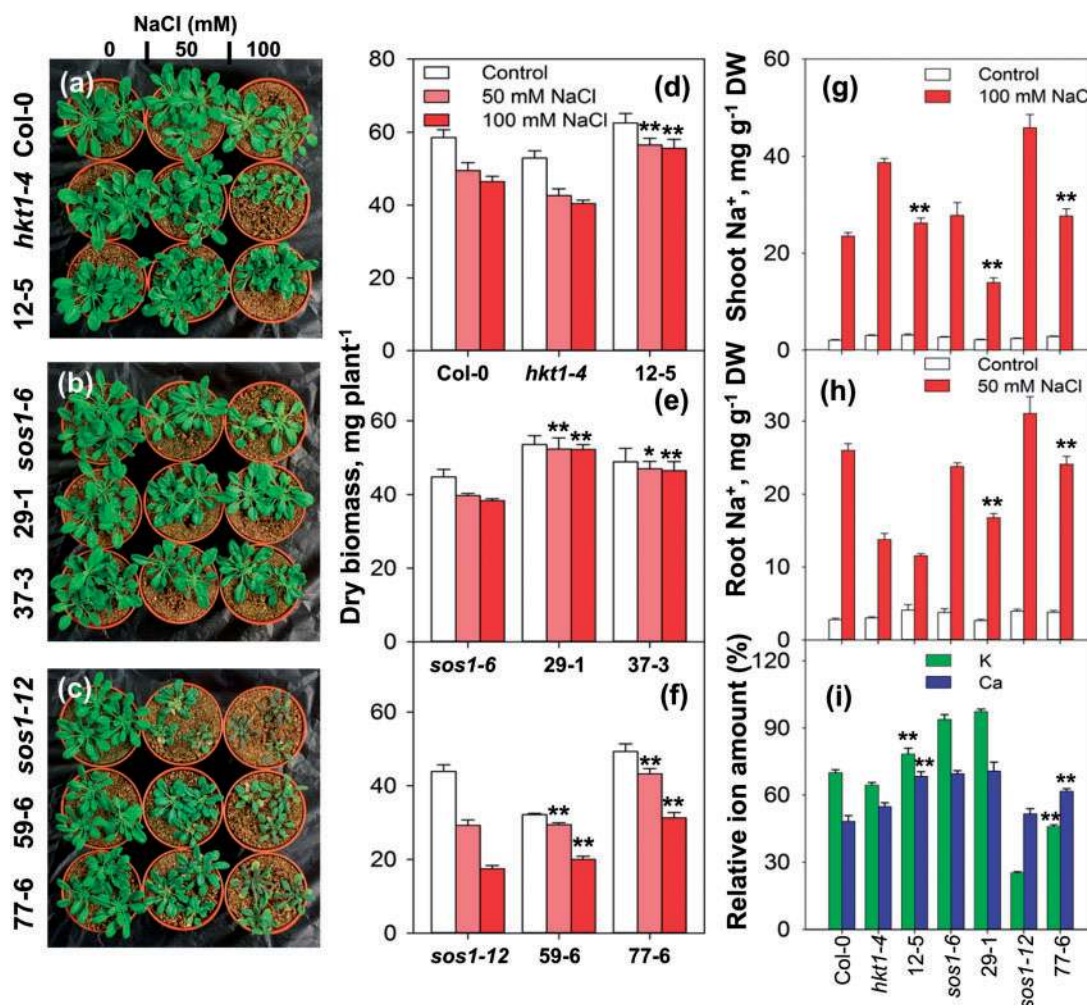 NaCl (mM)
0 50 100
(a)
Col-0
hkt1-4
12-5
(b)
sos1-6
29-1
37-3
(c)
sos1-12
59-6
77-6
Dry biomass, mg plant⁻¹
80
60
40
20
0
Control
50 mM NaCl
100 mM NaCl
(d)
** **
Col-0 hkt1-4 12-5
60
40
20
0
(e)
** **
* **
sos1-6 29-1 37-3
60
40
20
0
(f)
** **
** **
sos1-12 59-6 77-6
Shoot Na⁺, mg g⁻¹ DW
60
40
20
0
Control
100 mM NaCl
(g)
**
**
**
Root Na⁺, mg g⁻¹ DW
30
20
10
0
Control
50 mM NaCl
(h)
**
**
Relative ion amount (%)
120
90
60
30
0
K
Ca
(i)
**
**
**
**
Col-0
hkt1-4
12-5
sos1-6
29-1
sos1-12
77-6